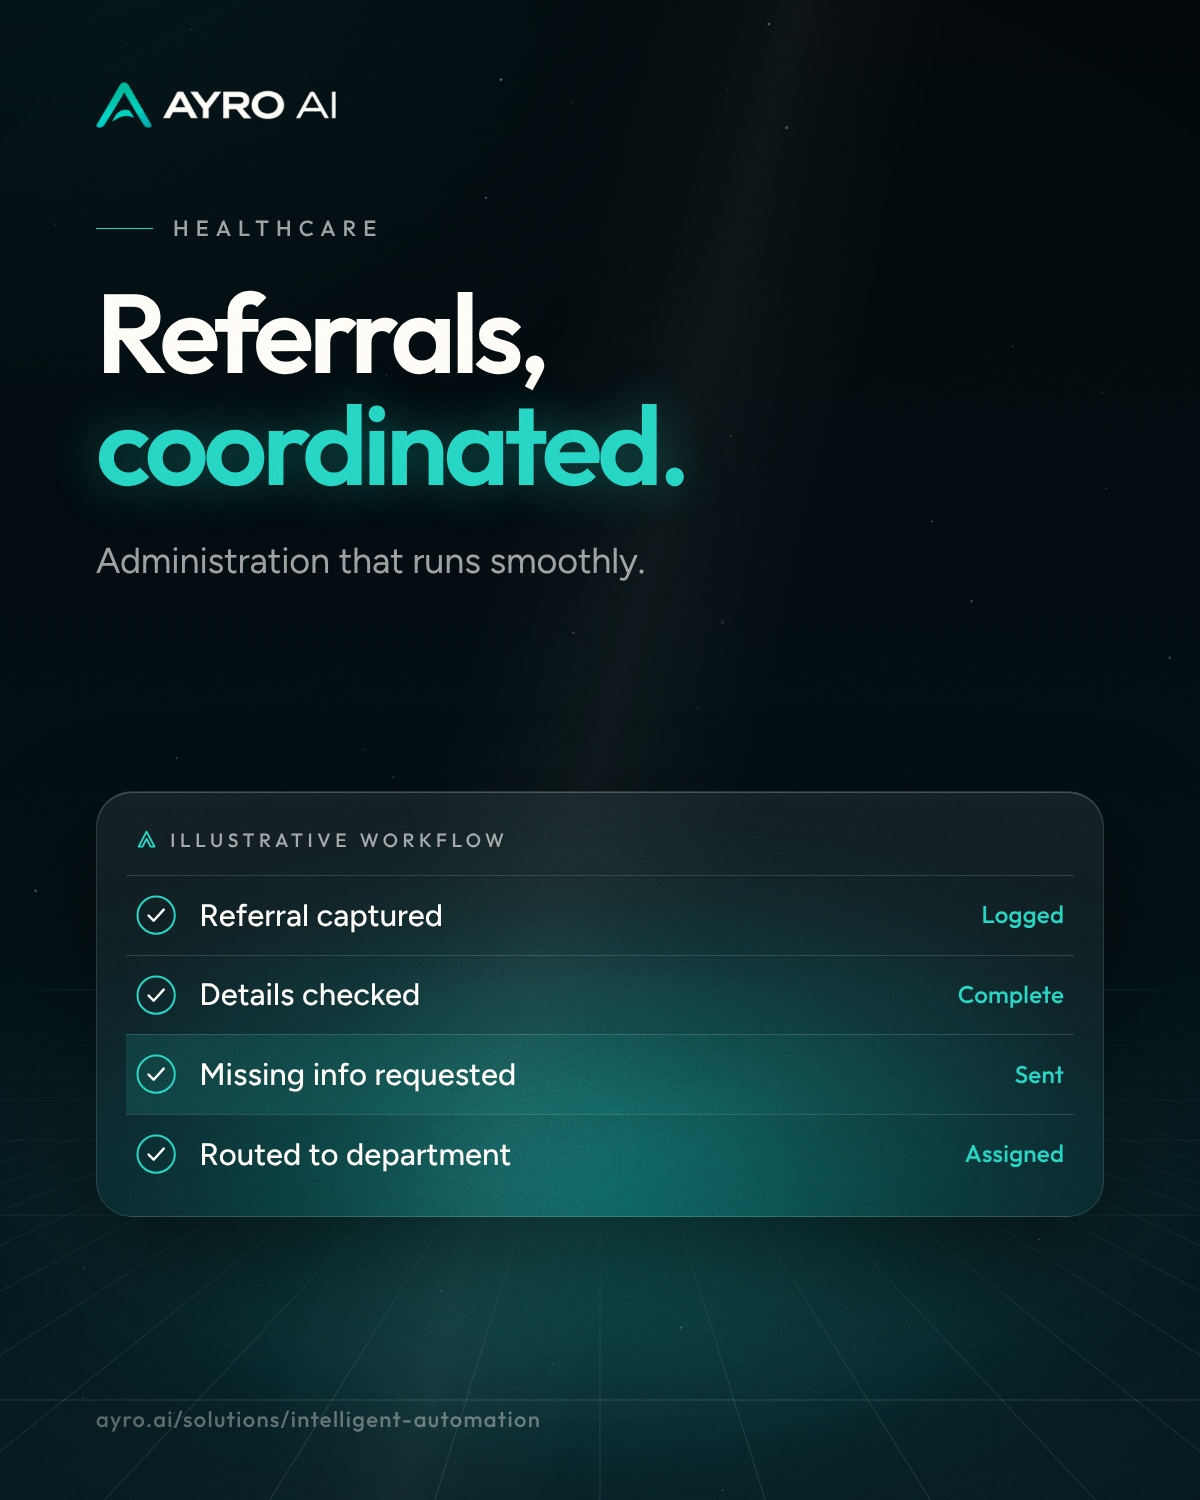 AYRO AI
HEALTHCARE
Referrals,
coordinated.
Administration that runs smoothly.
ILLUSTRATIVE WORKFLOW
Referral captured Logged
Details checked Complete
Missing info requested Sent
Routed to department Assigned
ayro.ai/solutions/intelligent-automation